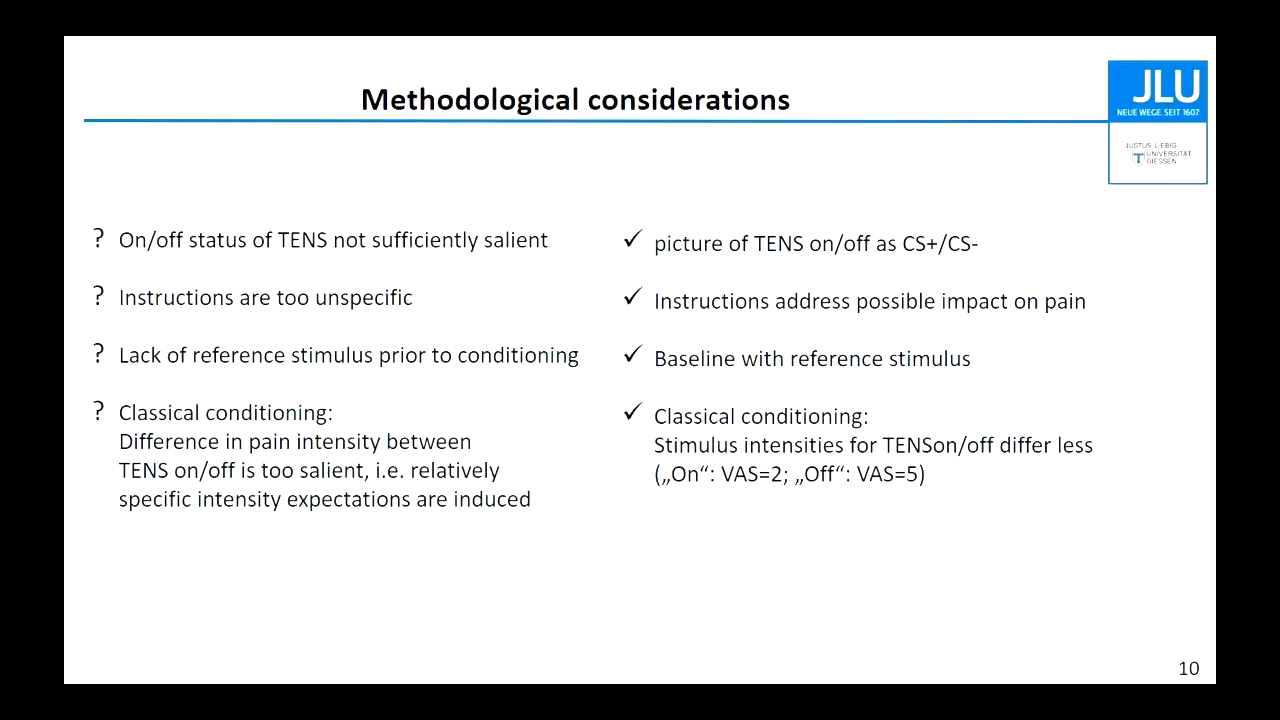 Methodological considerations
JLU
NEUE WEGE. SEIT 1607
JUSTUS LIEBIG
UNIVERSITÄT
GIESSEN
? On/off status of TENS not sufficiently salient
? Instructions are too unspecific
? Lack of reference stimulus prior to conditioning
? Classical conditioning:
Difference in pain intensity between
TENS on/off is too salient, i.e. relatively
specific intensity expectations are induced
✓ picture of TENS on/off as CS+/CS-
✓ Instructions address possible impact on pain
✓ Baseline with reference stimulus
✓ Classical conditioning:
Stimulus intensities for TENSon/off differ less
(„On“: VAS=2; „Off“: VAS=5)
10